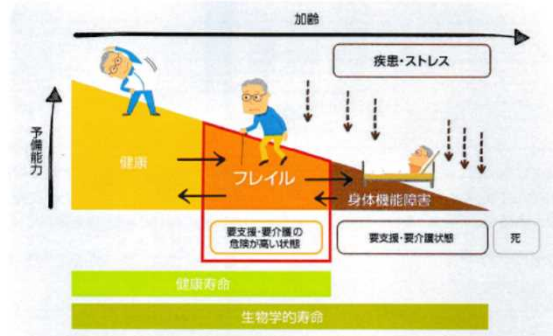 加齢
疾患・ストレス
予備能力
健康
フレイル
身体機能障害
要支援・要介護の
危険が高い状態
要支援・要介護状態
死
健康寿命
生物学的寿命